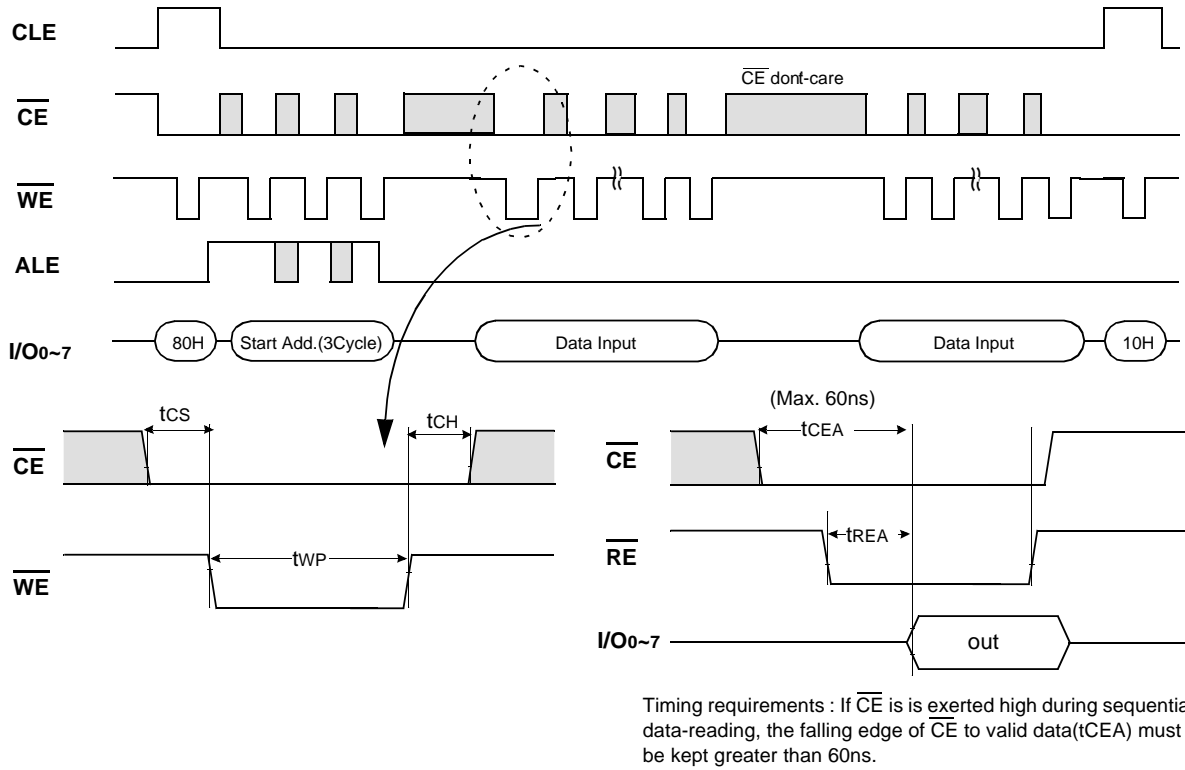 CLE
CE dont-care
CE
WE
ALE
I/O0~7
80H
Start Add.(3Cycle)
Data Input
Data Input
10H
tCS
tCH
CE
tWP
WE
(Max. 60ns)
tCEA
CE
tREA
RE
I/O0~7
out
Timing requirements : If CE is is exerted high during sequentia
data-reading, the falling edge of CE to valid data(tCEA) must
be kept greater than 60ns.